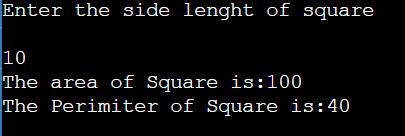 Enter the side lenght of square
10
The area of Square is:100
The Perimiter of Square is:40